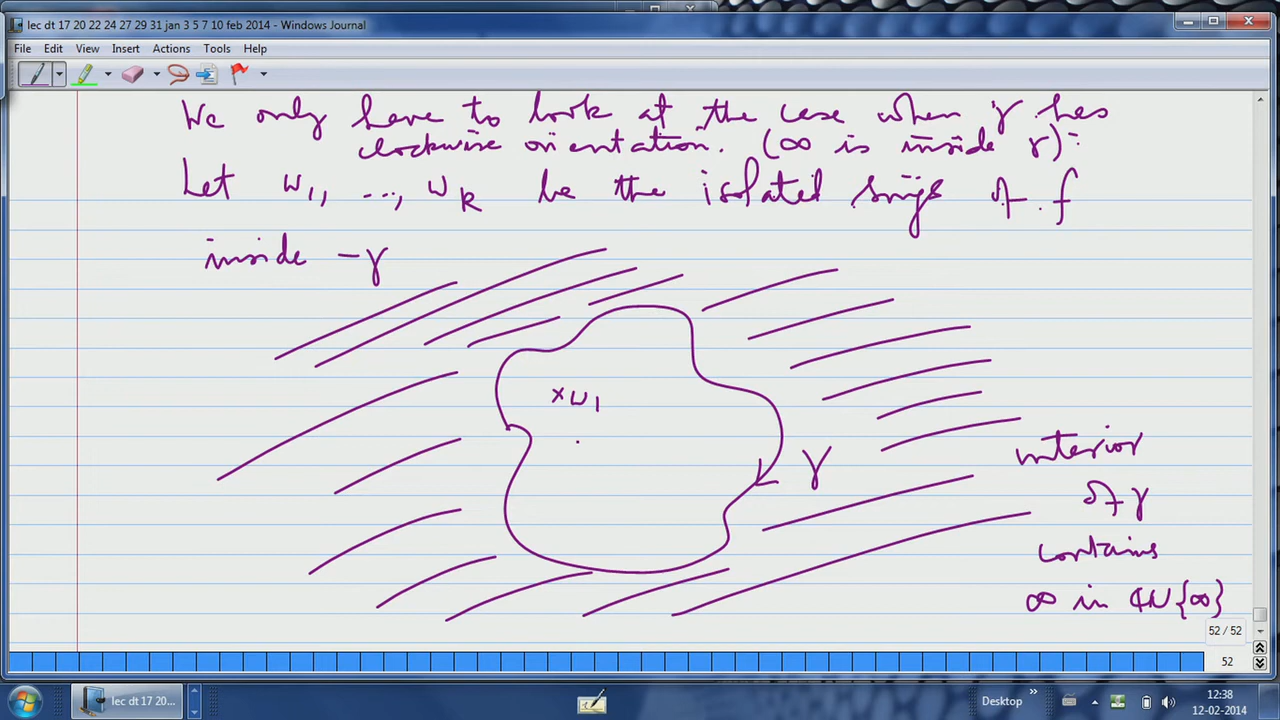 lec dt 17 20 22 24 27 29 31 jan 3 5 7 10 feb 2014 - Windows Journal
File Edit View Insert Actions Tools Help
We only have to look at the case when γ has
clockwise orientation. (∞ is inside γ):
Let w1, ..., wk be the isolated sings of f
inside -γ
×w1
γ
interior
of γ
contains
∞ in ℂ∪{∞}
52 / 52
52
lec dt 17 20...
Desktop
12:38
12-02-2014